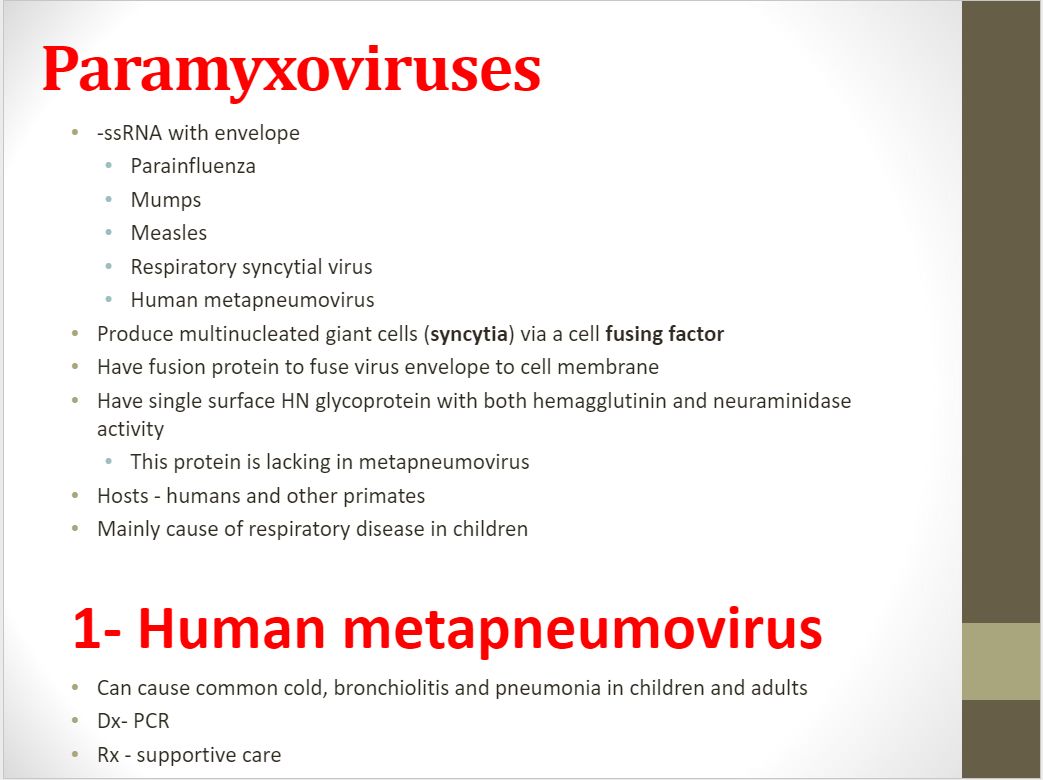 Paramyxoviruses
• -ssRNA with envelope
• Parainfluenza
• Mumps
• Measles
• Respiratory syncytial virus
• Human metapneumovirus
• Produce multinucleated giant cells (syncytia) via a cell fusing factor
• Have fusion protein to fuse virus envelope to cell membrane
• Have single surface HN glycoprotein with both hemagglutinin and neuraminidase
activity
• This protein is lacking in metapneumovirus
• Hosts - humans and other primates
• Mainly cause of respiratory disease in children
1- Human metapneumovirus
• Can cause common cold, bronchiolitis and pneumonia in children and adults
• Dx- PCR
• Rx - supportive care